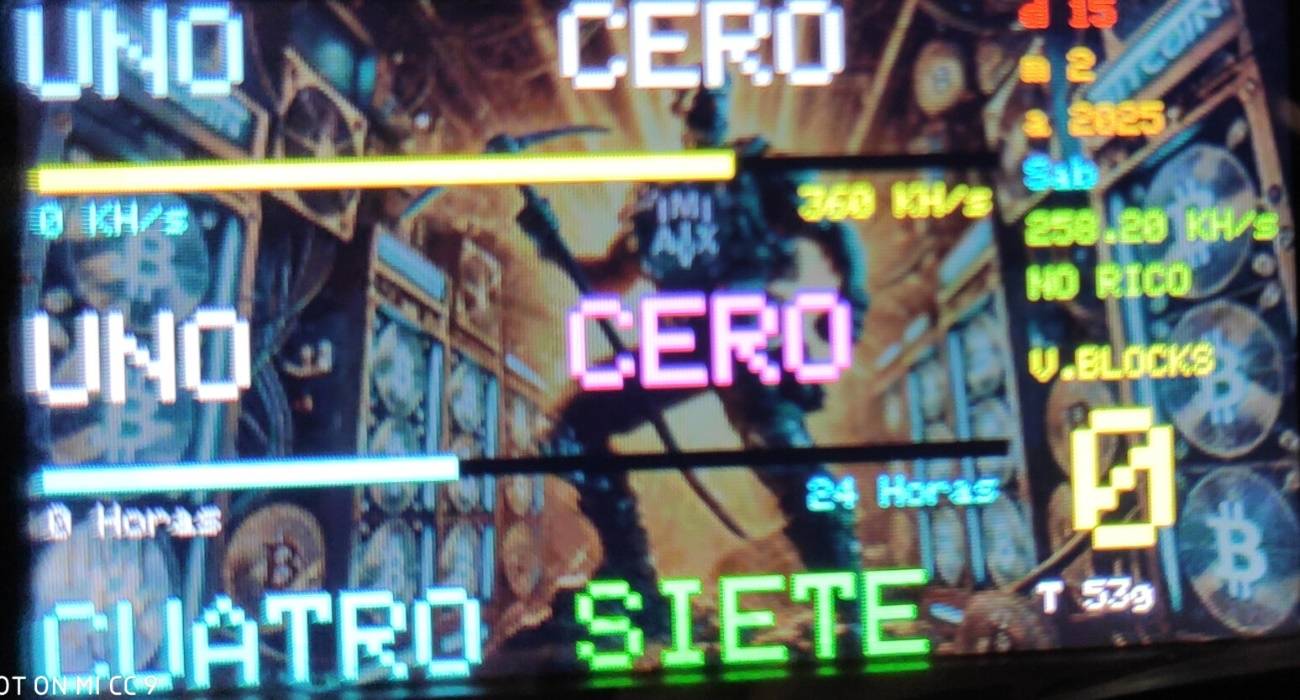 UNO CERO
d 15
m 2
a 2025
Sab
0 KH/s 360 KH/s
258.20 KH/s
NO RICO
UNO CERO
V.BLOCKS
0
0 Horas 24 Horas
T 53g
CUATRO SIETE
BITCOIN
OT ON MI CC 9